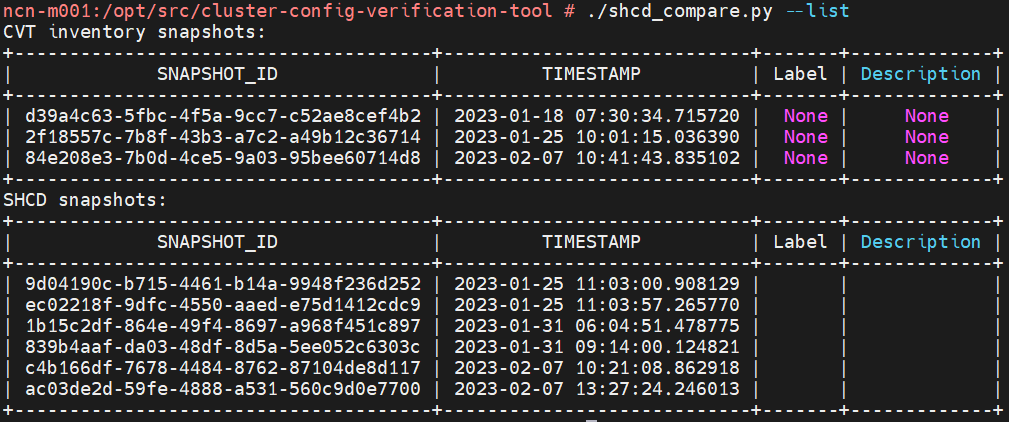 ncn-m001:/opt/src/cluster-config-verification-tool # ./shcd_compare.py --list
CVT inventory snapshots:
+--------------------------------------+----------------------------+-------+-------------+
|             SNAPSHOT_ID              |         TIMESTAMP          | Label | Description |
+--------------------------------------+----------------------------+-------+-------------+
| d39a4c63-5fbc-4f5a-9cc7-c52ae8cef4b2 | 2023-01-18 07:30:34.715720 |  None |     None    |
| 2f18557c-7b8f-43b3-a7c2-a49b12c36714 | 2023-01-25 10:01:15.036390 |  None |     None    |
| 84e208e3-7b0d-4ce5-9a03-95bee60714d8 | 2023-02-07 10:41:43.835102 |  None |     None    |
+--------------------------------------+----------------------------+-------+-------------+
SHCD snapshots:
+--------------------------------------+----------------------------+-------+-------------+
|             SNAPSHOT_ID              |         TIMESTAMP          | Label | Description |
+--------------------------------------+----------------------------+-------+-------------+
| 9d04190c-b715-4461-b14a-9948f236d252 | 2023-01-25 11:03:00.908129 |       |             |
| ec02218f-9dfc-4550-aaed-e75d1412cdc9 | 2023-01-25 11:03:57.265770 |       |             |
| 1b15c2df-864e-49f4-8697-a968f451c897 | 2023-01-31 06:04:51.478775 |       |             |
| 839b4aaf-da03-48df-8d5a-5ee052c6303c | 2023-01-31 09:14:00.124821 |       |             |
| c4b166df-7678-4484-8762-87104de8d117 | 2023-02-07 10:21:08.862918 |       |             |
| ac03de2d-59fe-4888-a531-560c9d0e7700 | 2023-02-07 13:27:24.246013 |       |             |
+--------------------------------------+----------------------------+-------+-------------+